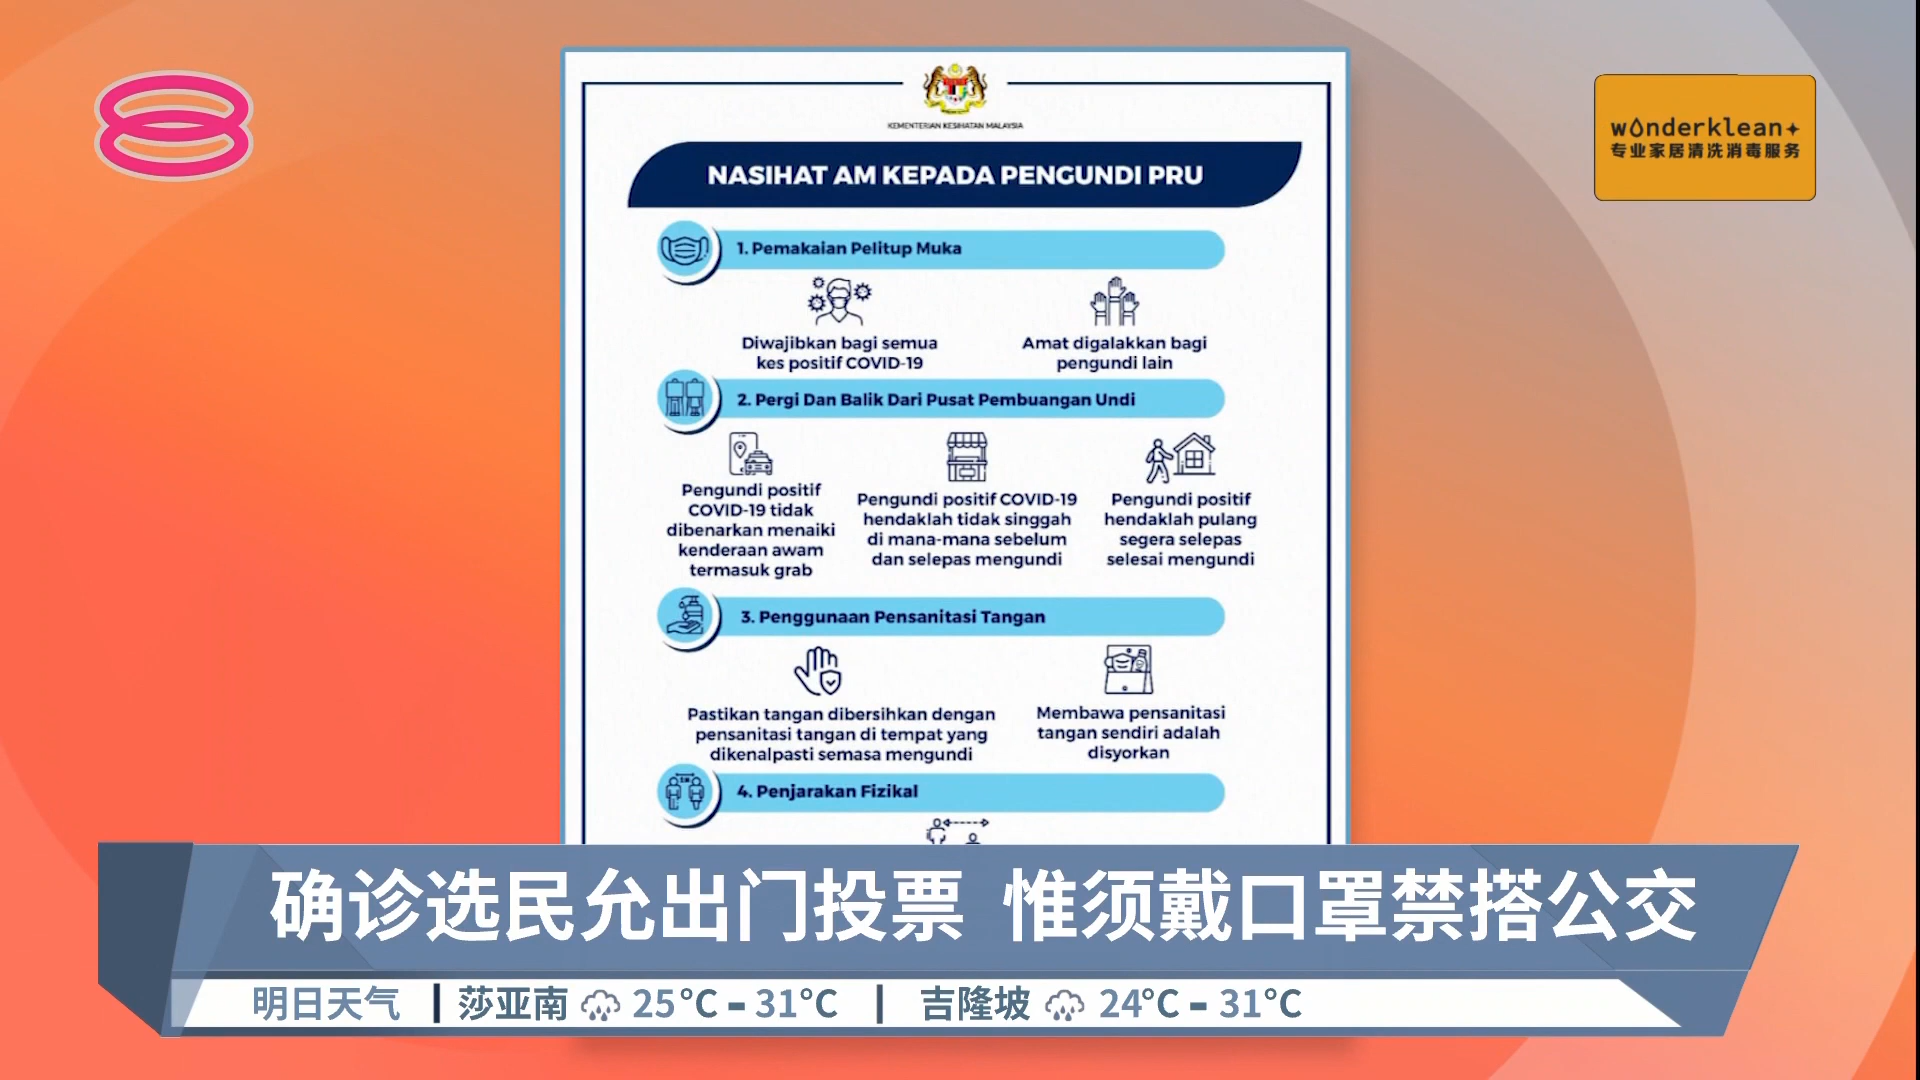 KEMENTERIAN KESIHATAN MALAYSIA
NASIHAT AM KEPADA PENGUNDI PRU
wonderklean+
专业家居清洗消毒服务
1. Pemakaian Pelitup Muka
Diwajibkan bagi semua
kes positif COVID-19
Amat digalakkan bagi
pengundi lain
2. Pergi Dan Balik Dari Pusat Pembuangan Undi
Pengundi positif
COVID-19 tidak
dibenarkan menaiki
kenderaan awam
termasuk grab
Pengundi positif COVID-19
hendaklah tidak singgah
di mana-mana sebelum
dan selepas mengundi
Pengundi positif
hendaklah pulang
segera selepas
selesai mengundi
3. Penggunaan Pensanitasi Tangan
Pastikan tangan dibersihkan dengan
pensanitasi tangan di tempat yang
dikenalpasti semasa mengundi
Membawa pensanitasi
tangan sendiri adalah
disyorkan
4. Penjarakan Fizikal
确诊选民允出门投票 惟须戴口罩禁搭公交
明日天气 | 莎亚南 25°C - 31°C | 吉隆坡 24°C - 31°C